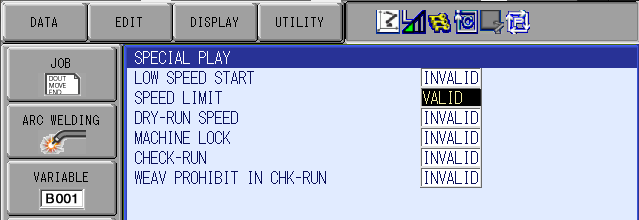 DATA
EDIT
DISPLAY
UTILITY
JOB
DOUT
MOVE
END
ARC WELDING
VARIABLE
B001
SPECIAL PLAY
LOW SPEED START INVALID
SPEED LIMIT VALID
DRY-RUN SPEED INVALID
MACHINE LOCK INVALID
CHECK-RUN INVALID
WEAV PROHIBIT IN CHK-RUN INVALID